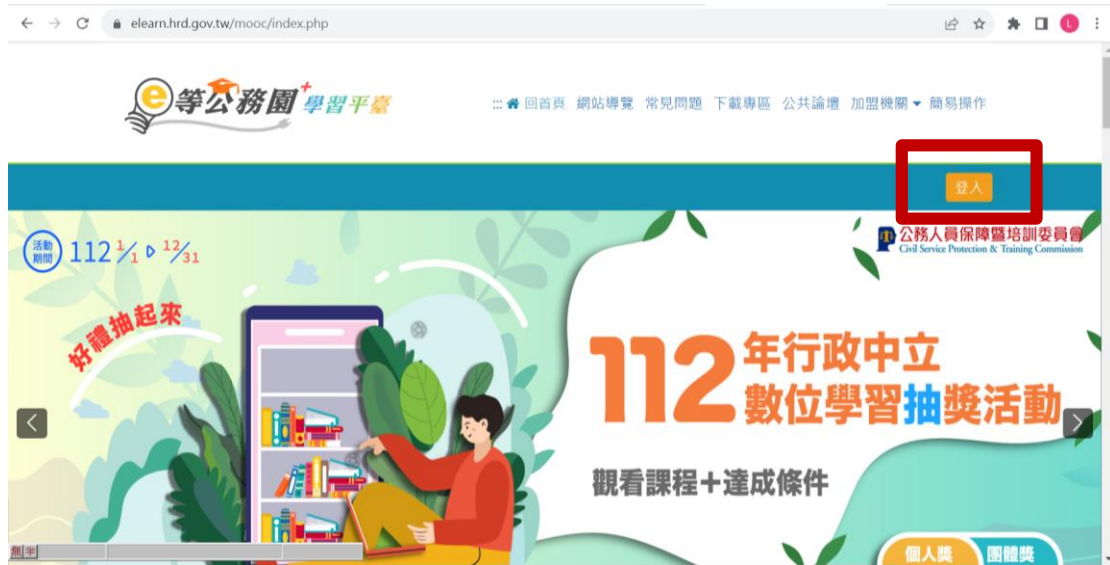 elearn.hrd.gov.tw/mooc/index.php
L
e等公務園+學習平臺
::: 回首頁 網站導覽 常見問題 下載專區 公共論壇 加盟機關 簡易操作
登入
活動期間 112 1/1 12/31
公務人員保障暨培訓委員會
Civil Service Protection & Training Commission
好禮抽起來
112年行政中立
數位學習抽獎活動
觀看課程+達成條件
個人獎 團體獎
無 半